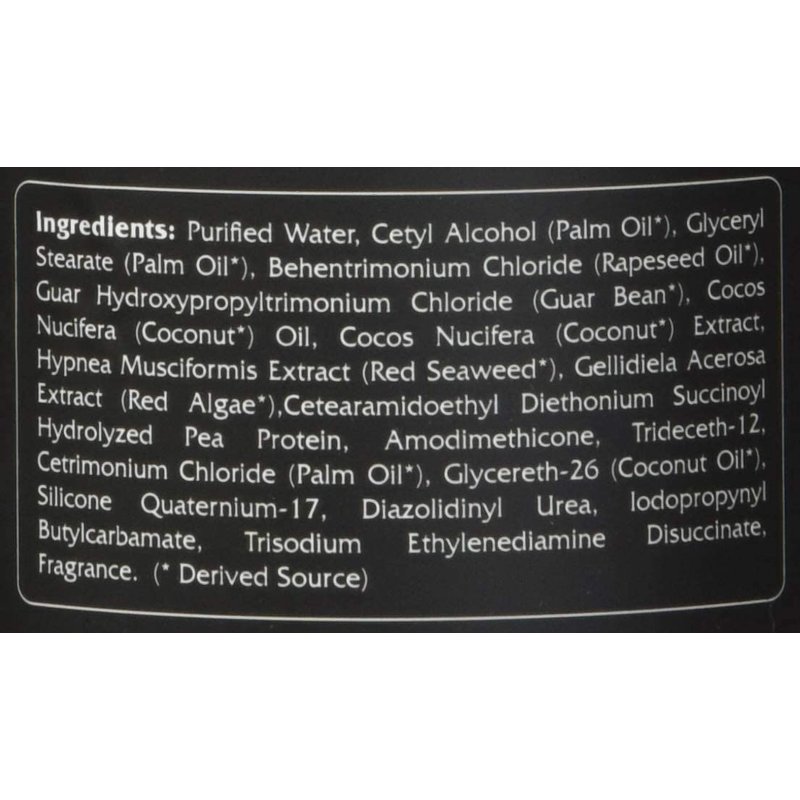 Ingredients: Purified Water, Cetyl Alcohol (Palm Oil*), Glyceryl
Stearate (Palm Oil*), Behentrimonium Chloride (Rapeseed Oil*),
Guar Hydroxypropyltrimonium Chloride (Guar Bean*), Cocos
Nucifera (Coconut*) Oil, Cocos Nucifera (Coconut*) Extract,
Hypnea Musciformis Extract (Red Seaweed*), Gellidiela Acerosa
Extract (Red Algae*),Cetearamidoethyl Diethonium Succinoyl
Hydrolyzed Pea Protein, Amodimethicone, Trideceth-12,
Cetrimonium Chloride (Palm Oil*), Glycereth-26 (Coconut Oil*),
Silicone Quaternium-17, Diazolidinyl Urea, Iodopropynyl
Butylcarbamate, Trisodium Ethylenediamine Disuccinate,
Fragrance. (* Derived Source)